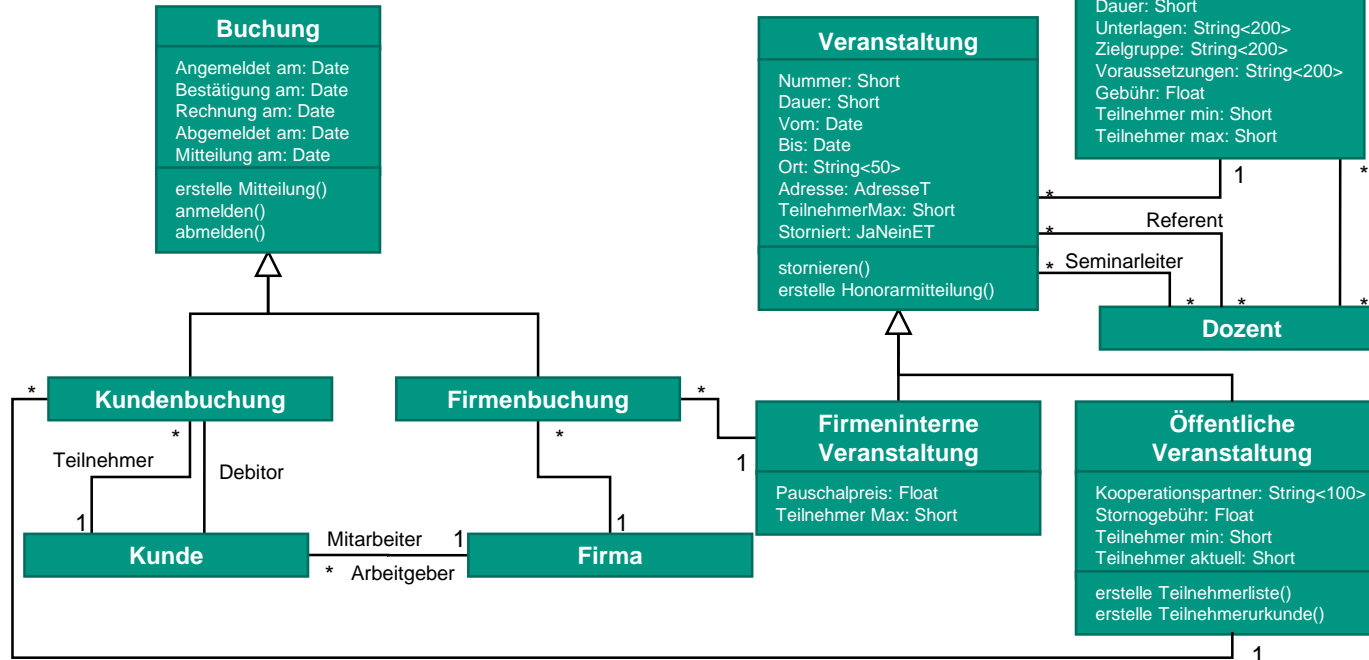 Buchung
Angemeldet am: Date
Bestätigung am: Date
Rechnung am: Date
Abgemeldet am: Date
Mitteilung am: Date
erstelle Mitteilung()
anmelden()
abmelden()
Veranstaltung
Nummer: Short
Dauer: Short
Vom: Date
Bis: Date
Ort: String<50>
Adresse: AdresseT
TeilnehmerMax: Short
Storniert: JaNeinET
stornieren()
erstelle Honorarmitteilung()
Dauer: Short
Unterlagen: String<200>
Zielgruppe: String<200>
Voraussetzungen: String<200>
Gebühr: Float
Teilnehmer min: Short
Teilnehmer max: Short
1
*
*
*
Referent
*
Seminarleiter
*
*
*
Dozent
*
Kundenbuchung
*
Teilnehmer
Debitor
1
Kunde
Firmenbuchung
*
*
1
1
Mitarbeiter
1
*
Arbeitgeber
Firma
Firmeninterne
Veranstaltung
Pauschalpreis: Float
Teilnehmer Max: Short
Öffentliche
Veranstaltung
Kooperationspartner: String<100>
Stornogebühr: Float
Teilnehmer min: Short
Teilnehmer aktuell: Short
erstelle Teilnehmerliste()
erstelle Teilnehmerurkunde()
1